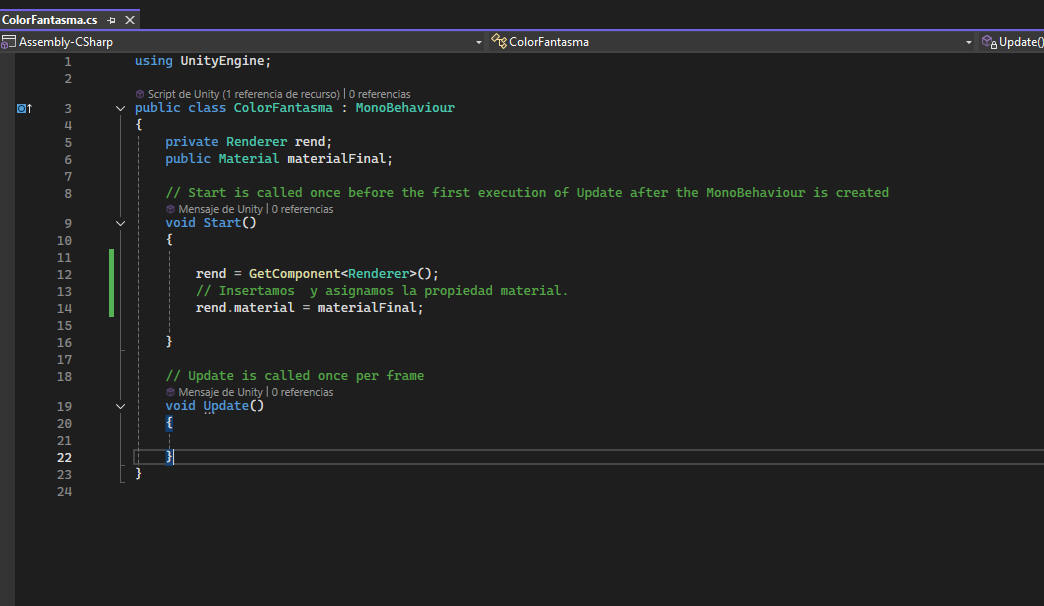 ColorFantasma.cs
Assembly-CSharp ColorFantasma Update()
1 using UnityEngine;
2
Script de Unity (1 referencia de recurso) | 0 referencias
3 public class ColorFantasma : MonoBehaviour
4 {
5 private Renderer rend;
6 public Material materialFinal;
7
8 // Start is called once before the first execution of Update after the MonoBehaviour is created
Mensaje de Unity | 0 referencias
9 void Start()
10 {
11
12 rend = GetComponent<Renderer>();
13 // Insertamos  y asignamos la propiedad material.
14 rend.material = materialFinal;
15
16 }
17
18 // Update is called once per frame
Mensaje de Unity | 0 referencias
19 void Update()
20 {
21
22 }
23 }
24